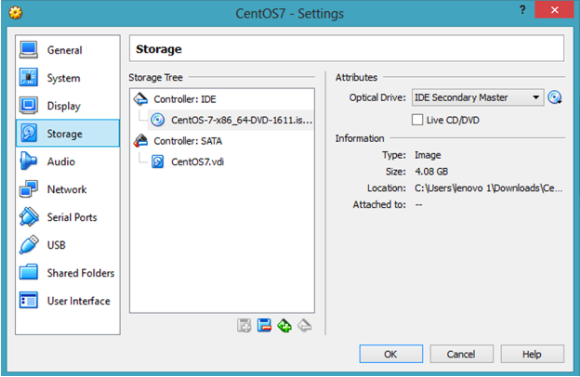 CentOS7 - Settings
?
×
General
System
Display
Storage
Audio
Network
Serial Ports
USB
Shared Folders
User Interface
Storage
Storage Tree
Controller: IDE
CentOS-7-x86_64-DVD-1611.is...
Controller: SATA
CentOS7.vdi
Attributes
Optical Drive: IDE Secondary Master
Live CD/DVD
Information
Type: Image
Size: 4.08 GB
Location: C:\Users\lenovo 1\Downloads\Ce...
Attached to: --
OK Cancel Help